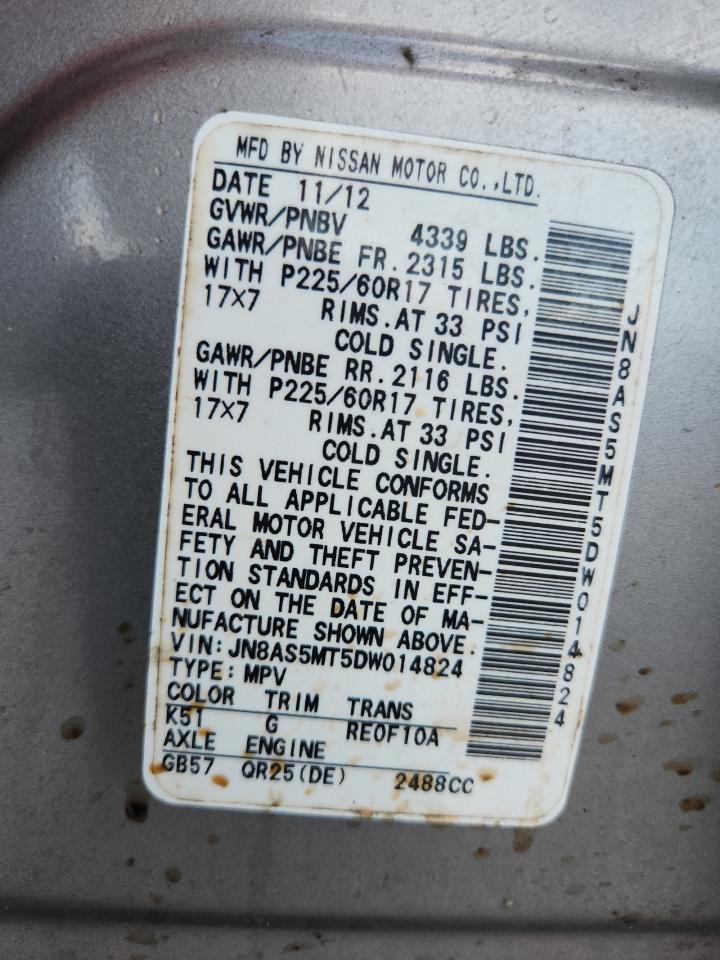 MFD BY NISSAN MOTOR CO.,LTD.
DATE 11/12
GVWR/PNBV 4339 LBS.
GAWR/PNBE FR.2315 LBS.
WITH P225/60R17 TIRES,
17X7 RIMS.AT 33 PSI
COLD SINGLE.
GAWR/PNBE RR.2116 LBS.
WITH P225/60R17 TIRES,
17X7 RIMS.AT 33 PSI
COLD SINGLE.
THIS VEHICLE CONFORMS
TO ALL APPLICABLE FED-
ERAL MOTOR VEHICLE SA-
FETY AND THEFT PREVEN-
TION STANDARDS IN EFF-
ECT ON THE DATE OF MA-
NUFACTURE SHOWN ABOVE.
VIN:JN8AS5MT5DW014824
TYPE:MPV
COLOR TRIM TRANS
K51 G RE0F10A
AXLE ENGINE
GB57 QR25(DE) 2488CC
JN8AS5MT5DW014824